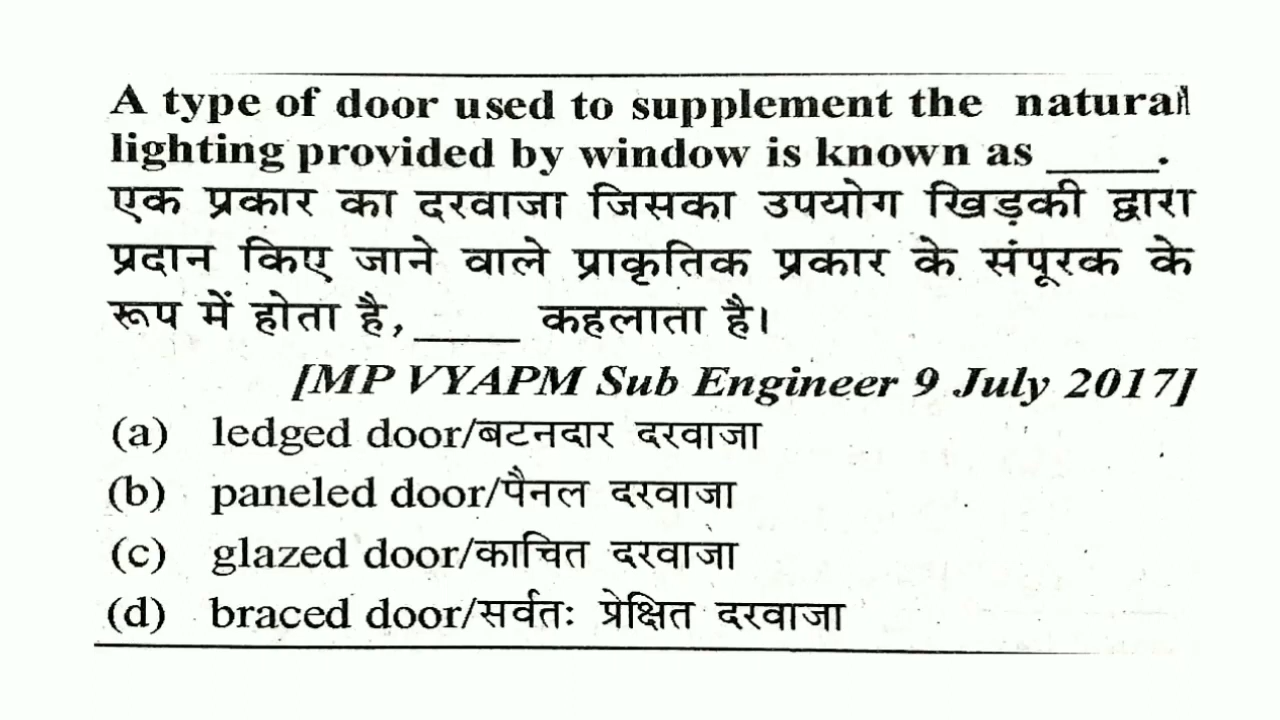 A type of door used to supplement the natural
lighting provided by window is known as _____.
एक प्रकार का दरवाजा जिसका उपयोग खिड़की द्वारा
प्रदान किए जाने वाले प्राकृतिक प्रकार के संपूरक के
रूप में होता है, _____ कहलाता है।
[MP VYAPM Sub Engineer 9 July 2017]
(a) ledged door/बटनदार दरवाजा
(b) paneled door/पैनल दरवाजा
(c) glazed door/काचित दरवाजा
(d) braced door/सर्वतः प्रेक्षित दरवाजा